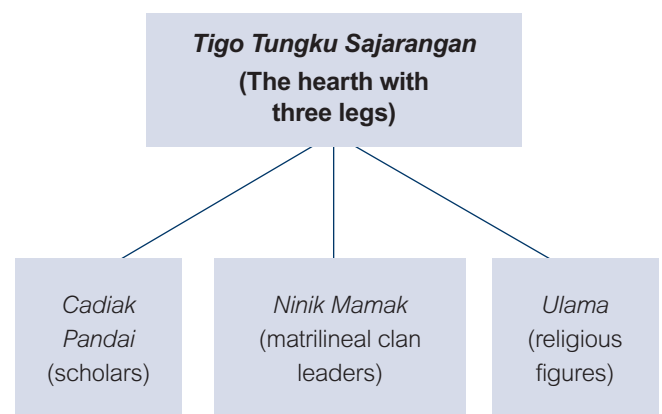 Tigo Tungku Sajarangan
(The hearth with
three legs)
Cadiak
Pandai
(scholars)
Ninik Mamak
(matrilineal clan
leaders)
Ulama
(religious
figures)